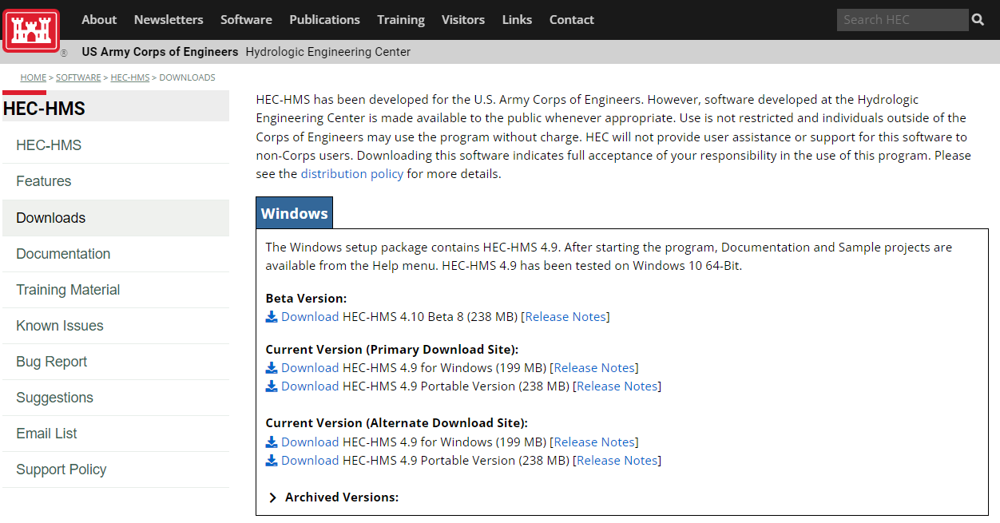 About Newsletters Software Publications Training Visitors Links Contact Search HEC
®
US Army Corps of Engineers Hydrologic Engineering Center
HOME > SOFTWARE > HEC-HMS > DOWNLOADS
HEC-HMS
HEC-HMS
Features
Downloads
Documentation
Training Material
Known Issues
Bug Report
Suggestions
Email List
Support Policy
HEC-HMS has been developed for the U.S. Army Corps of Engineers. However, software developed at the Hydrologic
Engineering Center is made available to the public whenever appropriate. Use is not restricted and individuals outside of the
Corps of Engineers may use the program without charge. HEC will not provide user assistance or support for this software to
non-Corps users. Downloading this software indicates full acceptance of your responsibility in the use of this program. Please
see the distribution policy for more details.
Windows
The Windows setup package contains HEC-HMS 4.9. After starting the program, Documentation and Sample projects are
available from the Help menu. HEC-HMS 4.9 has been tested on Windows 10 64-Bit.
Beta Version:
Download HEC-HMS 4.10 Beta 8 (238 MB) [Release Notes]
Current Version (Primary Download Site):
Download HEC-HMS 4.9 for Windows (199 MB) [Release Notes]
Download HEC-HMS 4.9 Portable Version (238 MB) [Release Notes]
Current Version (Alternate Download Site):
Download HEC-HMS 4.9 for Windows (199 MB) [Release Notes]
Download HEC-HMS 4.9 Portable Version (238 MB) [Release Notes]
Archived Versions: